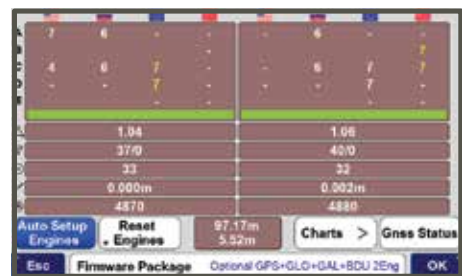 A 7 6 - - - 6 - -
B - 7
C 4 6 7 - - 6 7 7
D - - 7 - - - 7 -
E - - - -
1.04 1.06
37/0 40/0
33 32
0.000m 0.002m
4870 4880
Auto Setup Engines
Reset Engines
97.17m
5.52m
Charts >
Gnss Status
Esc
Firmware Package
Optional GPS+GLO+GAL+BDU 2Eng
OK